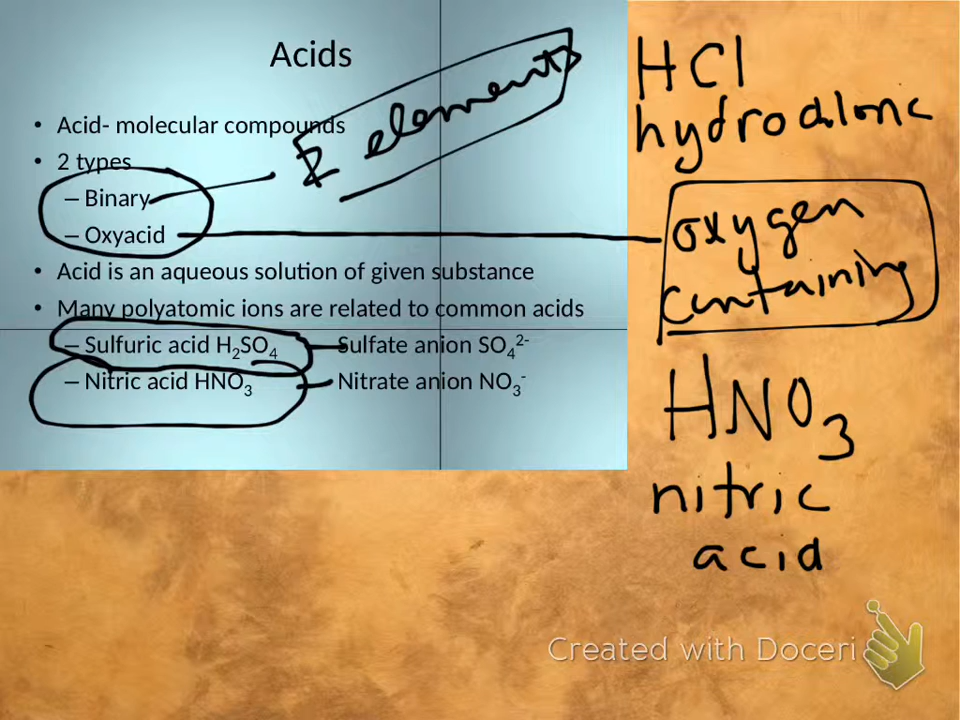 Acids
• Acid- molecular compounds
• 2 types
– Binary
– Oxyacid
• Acid is an aqueous solution of given substance
• Many polyatomic ions are related to common acids
– Sulfuric acid H₂SO₄ Sulfate anion SO₄²⁻
– Nitric acid HNO₃ Nitrate anion NO₃⁻
2 elements
HCl
oxygen
containing
HNO₃
nitric
acid
Created with Doceri